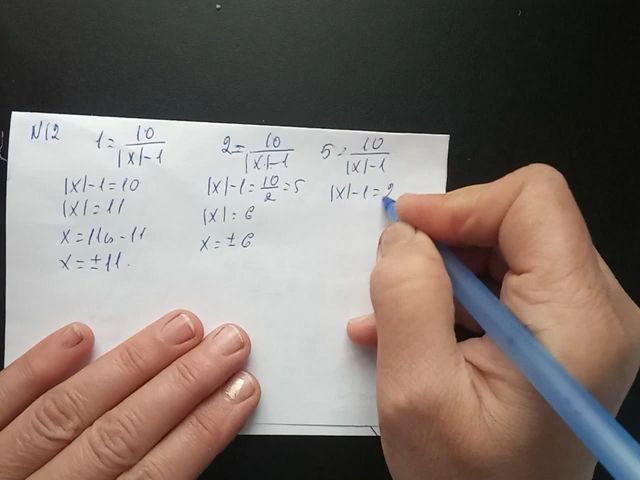 N12
1 = 10/(|x|-1)
|x|-1=10
|x|=11
x=11 или -11
x=±11.
2= 10/(|x|-1)
|x|-1=10/2=5
|x|=6
x=±6
5= 10/(|x|-1)
|x|-1=2